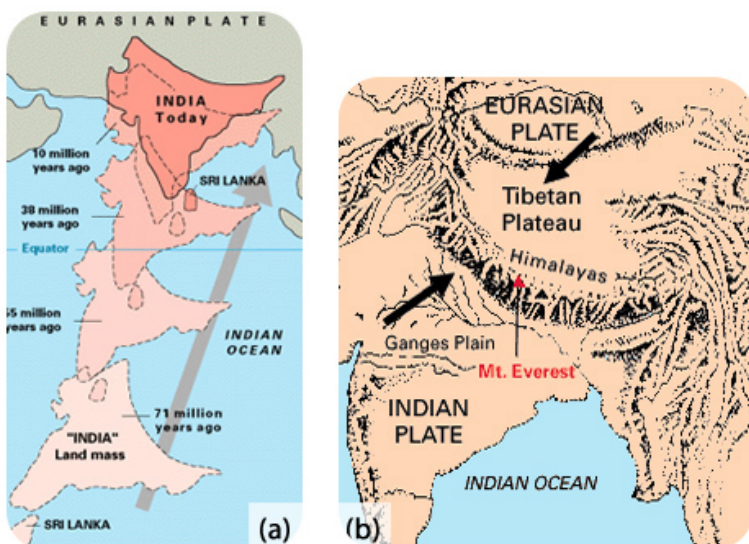 EURASIAN PLATE
INDIA
Today
10 million
years ago
SRI LANKA
38 million
years ago
Equator
55 million
years ago
INDIAN
OCEAN
71 million
years ago
"INDIA"
Land mass
SRI LANKA
(a)
EURASIAN
PLATE
Tibetan
Plateau
Himalayas
Ganges Plain
Mt. Everest
INDIAN
PLATE
INDIAN OCEAN
(b)